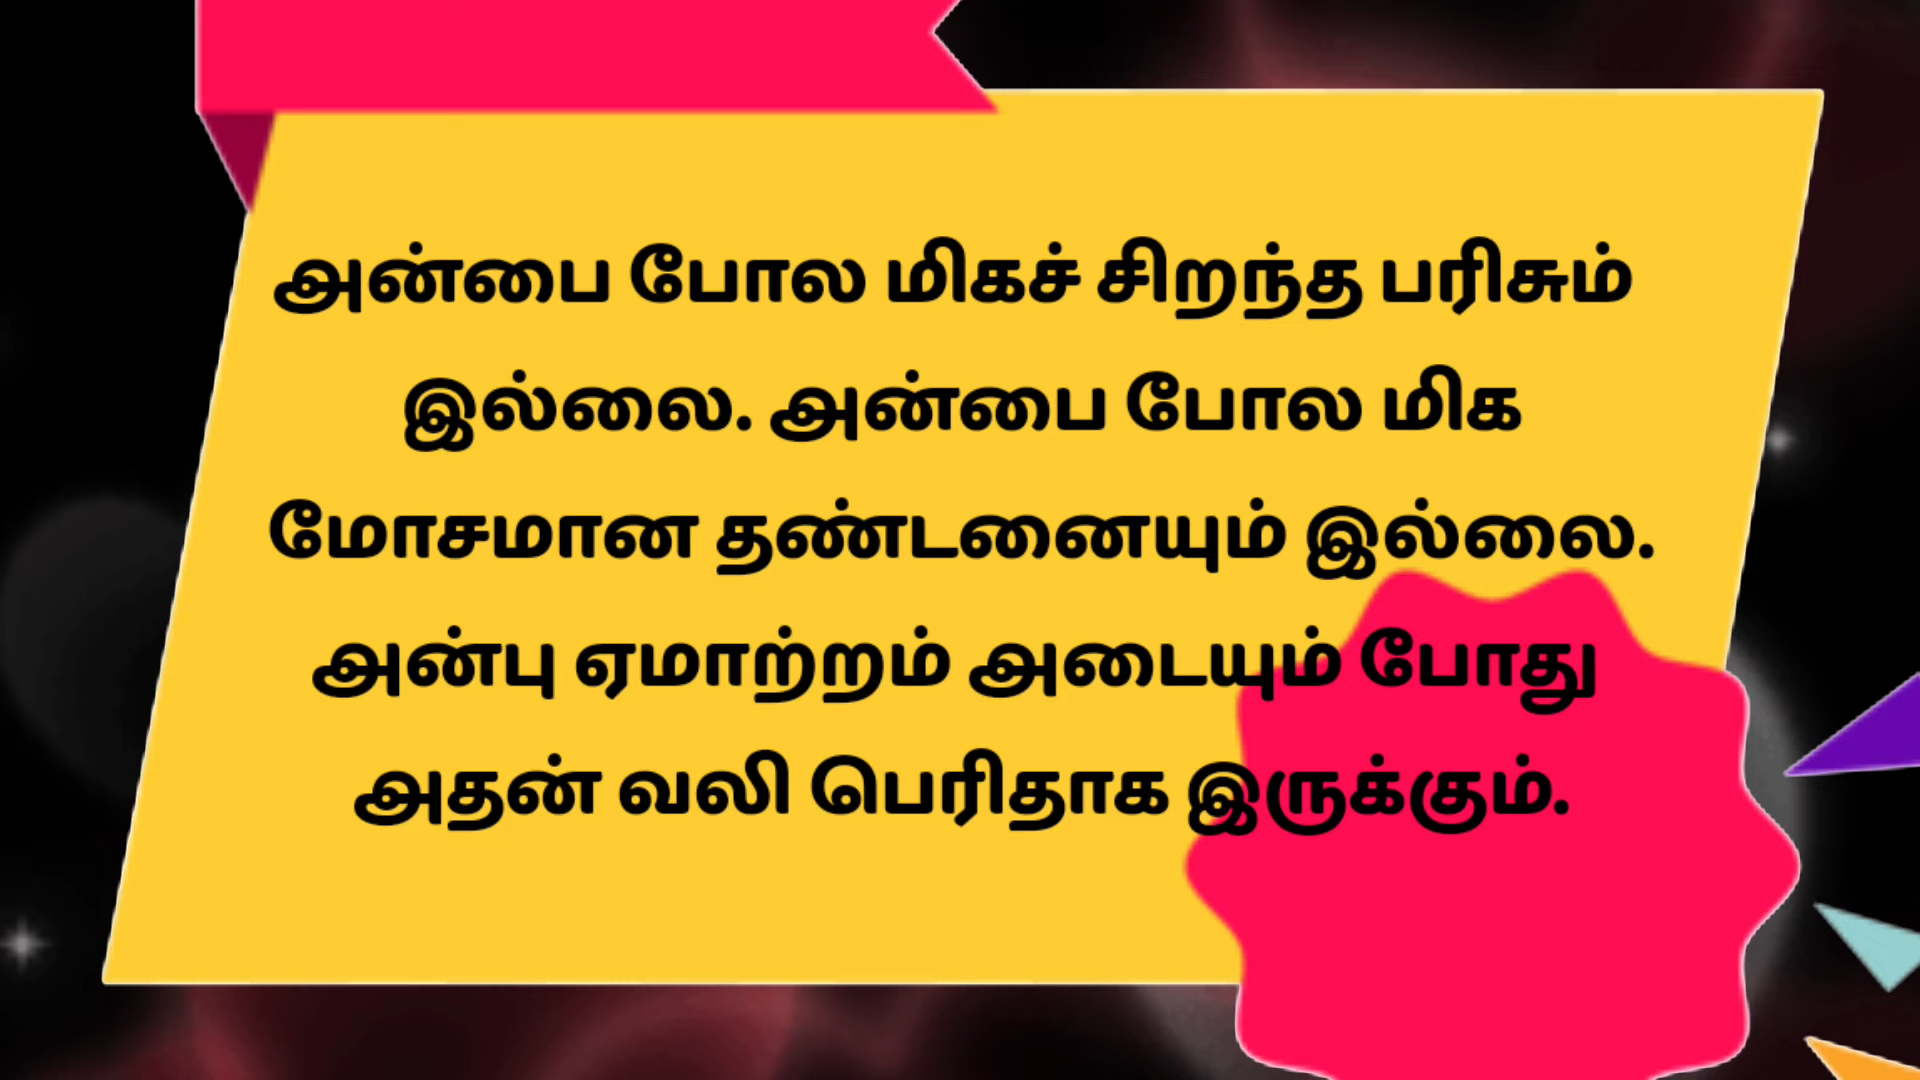 அன்பை போல மிகச் சிறந்த பரிசும்
இல்லை. அன்பை போல மிக
மோசமான தண்டனையும் இல்லை.
அன்பு ஏமாற்றம் அடையும் போது
அதன் வலி பெரிதாக இருக்கும்.